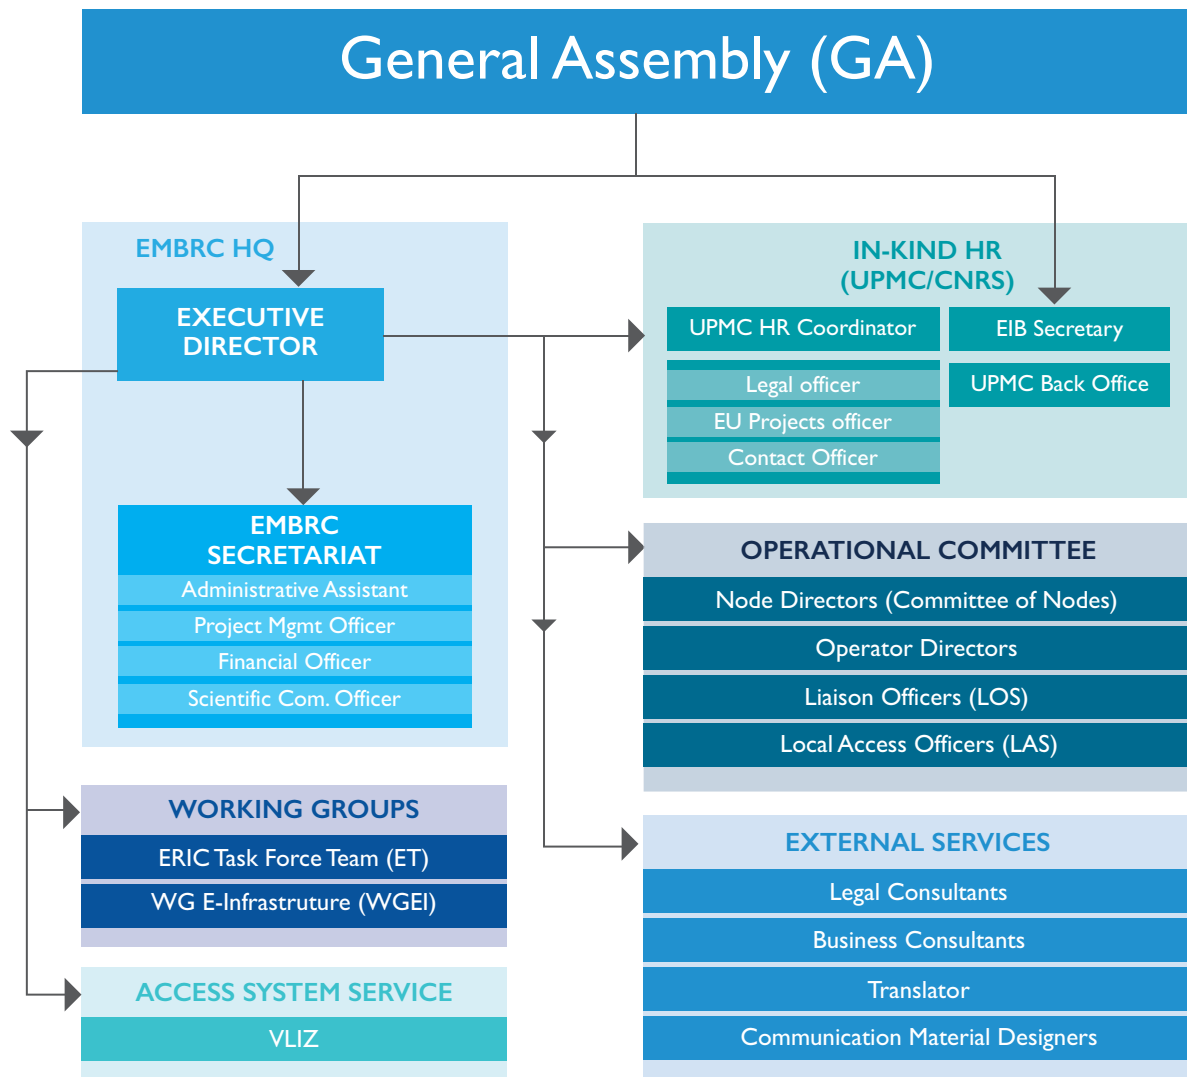 General Assembly (GA)
EMBRC HQ
EXECUTIVE
DIRECTOR
EMBRC
SECRETARIAT
Administrative Assistant
Project Mgmt Officer
Financial Officer
Scientific Com. Officer
WORKING GROUPS
ERIC Task Force Team (ET)
WG E-Infrastruture (WGEI)
ACCESS SYSTEM SERVICE
VLIZ
IN-KIND HR
(UPMC/CNRS)
UPMC HR Coordinator
Legal officer
EU Projects officer
Contact Officer
EIB Secretary
UPMC Back Office
OPERATIONAL COMMITTEE
Node Directors (Committee of Nodes)
Operator Directors
Liaison Officers (LOS)
Local Access Officers (LAS)
EXTERNAL SERVICES
Legal Consultants
Business Consultants
Translator
Communication Material Designers